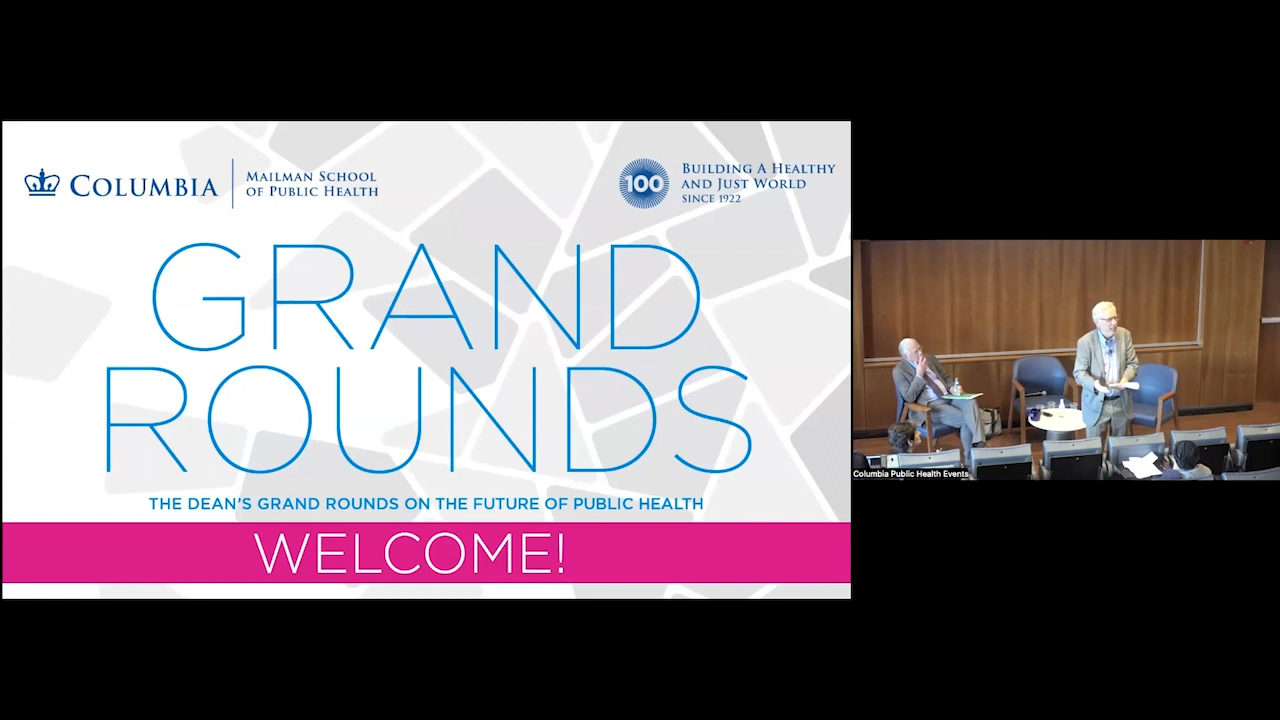 COLUMBIA
MAILMAN SCHOOL
OF PUBLIC HEALTH
100
BUILDING A HEALTHY
AND JUST WORLD
SINCE 1922
GRAND
ROUNDS
THE DEAN'S GRAND ROUNDS ON THE FUTURE OF PUBLIC HEALTH
WELCOME!
Columbia Public Health Events